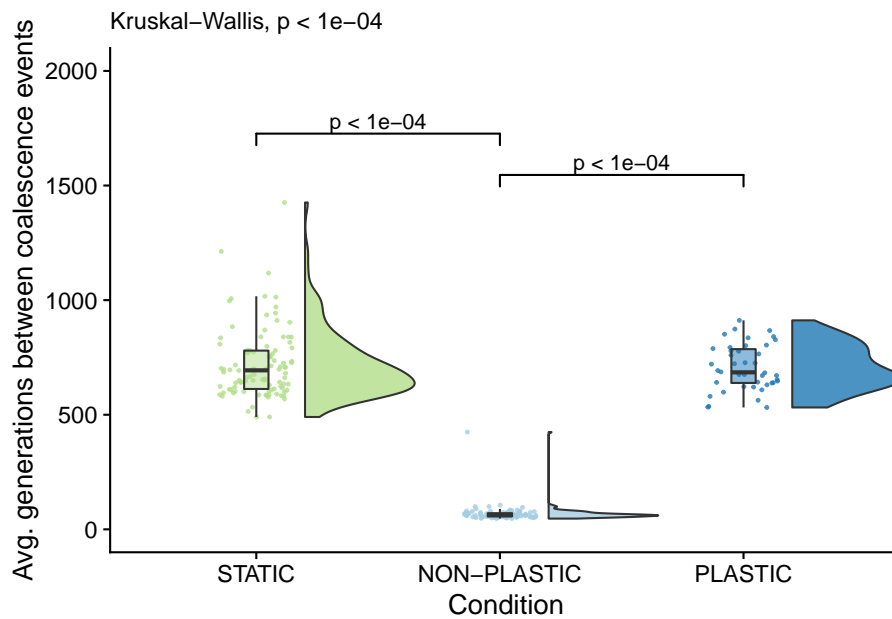 Kruskal−Wallis, p < 1e−04
Avg. generations between coalescence events
2000
1500
1000
500
0
p < 1e−04
p < 1e−04
STATIC
NON−PLASTIC
PLASTIC
Condition